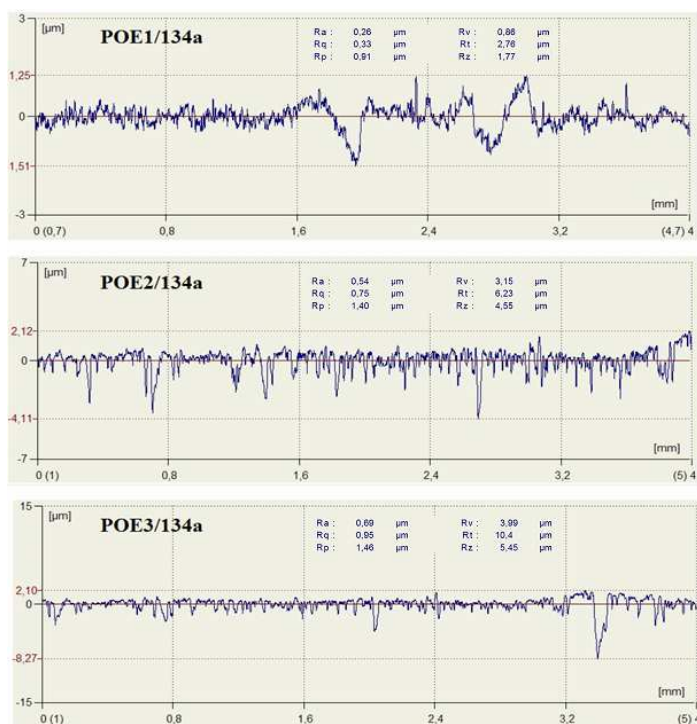 3 [µm] POE1/134a Ra : 0,26 µm Rv : 0,86 µm
Rq : 0,33 µm Rt : 2,76 µm
Rp : 0,91 µm Rz : 1,77 µm
1,25
0
1,51
-3 [mm]
0 (0,7) 0,8 1,6 2,4 3,2 (4,7) 4
7 [µm] POE2/134a Ra : 0,54 µm Rv : 3,15 µm
Rq : 0,75 µm Rt : 6,23 µm
Rp : 1,40 µm Rz : 4,55 µm
2,12
0
-4,11
-7 [mm]
0 (1) 0,8 1,6 2,4 3,2 (5) 4
15 [µm] POE3/134a Ra : 0,69 µm Rv : 3,99 µm
Rq : 0,95 µm Rt : 10,4 µm
Rp : 1,46 µm Rz : 5,45 µm
2,10
0
-8,27
-15 [mm]
0 (1) 0,8 1,6 2,4 3,2 (5) 4